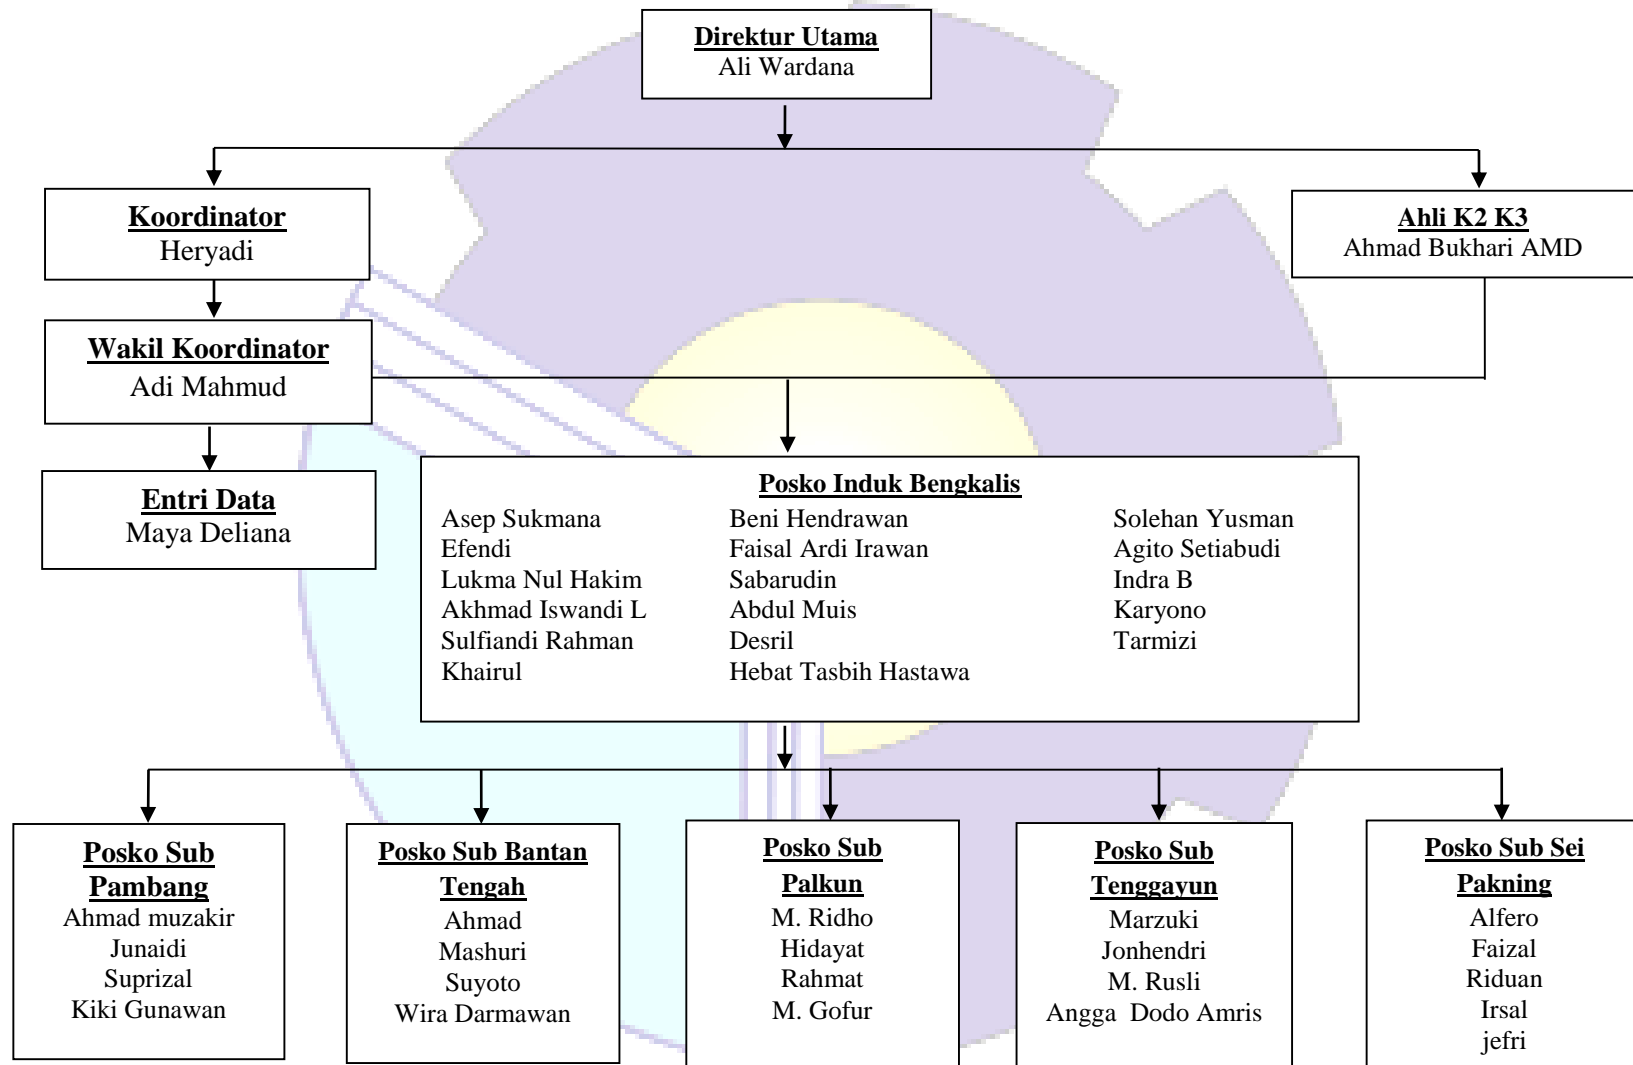 Direktur Utama
Ali Wardana
Koordinator
Heryadi
Ahli K2 K3
Ahmad Bukhari AMD
Wakil Koordinator
Adi Mahmud
Entri Data
Maya Deliana
Posko Induk Bengkalis
Asep Sukmana
Efendi
Lukma Nul Hakim
Akhmad Iswandi L
Sulfiandi Rahman
Khairul
Beni Hendrawan
Faisal Ardi Irawan
Sabarudin
Abdul Muis
Desril
Hebat Tasbih Hastawa
Solehan Yusman
Agito Setiabudi
Indra B
Karyono
Tarmizi
Posko Sub
Pambang
Ahmad muzakir
Junaidi
Suprizal
Kiki Gunawan
Posko Sub Bantan
Tengah
Ahmad
Mashuri
Suyoto
Wira Darmawan
Posko Sub
Palkun
M. Ridho
Hidayat
Rahmat
M. Gofur
Posko Sub
Tenggayun
Marzuki
Jonhendri
M. Rusli
Angga  Dodo Amris
Posko Sub Sei
Pakning
Alfero
Faizal
Riduan
Irsal
jefri